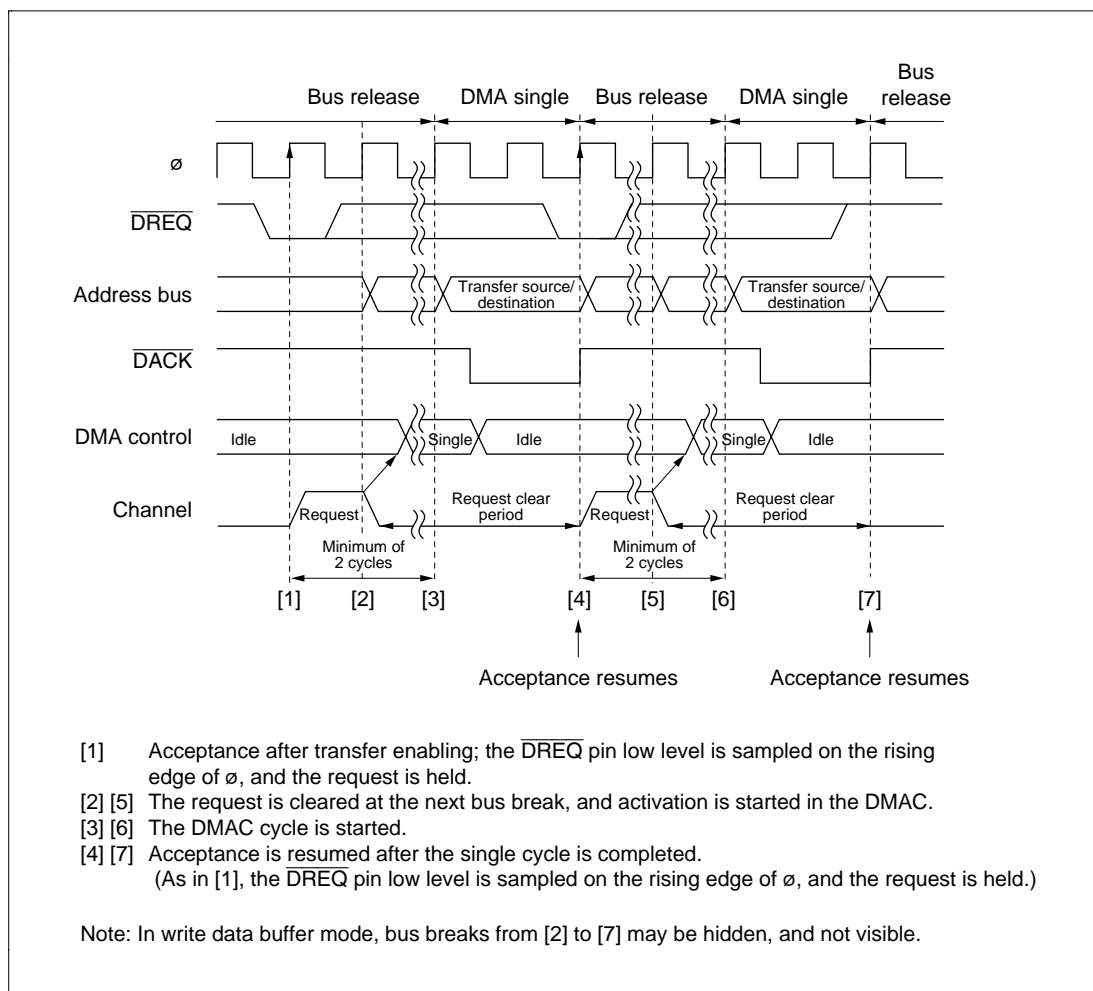 Bus release
DMA single
Bus release
DMA single
Bus
release
ø
DREQ
Address bus
Transfer source/
destination
Transfer source/
destination
DACK
DMA control
Idle
Single
Idle
Single
Idle
Channel
Request
Request clear
period
Request
Request clear
period
Minimum of
2 cycles
Minimum of
2 cycles
[1] [2] [3] [4] [5] [6] [7]
Acceptance resumes
Acceptance resumes
[1] Acceptance after transfer enabling; the DREQ pin low level is sampled on the rising
edge of ø, and the request is held.
[2] [5] The request is cleared at the next bus break, and activation is started in the DMAC.
[3] [6] The DMAC cycle is started.
[4] [7] Acceptance is resumed after the single cycle is completed.
(As in [1], the DREQ pin low level is sampled on the rising edge of ø, and the request is held.)
Note: In write data buffer mode, bus breaks from [2] to [7] may be hidden, and not visible.